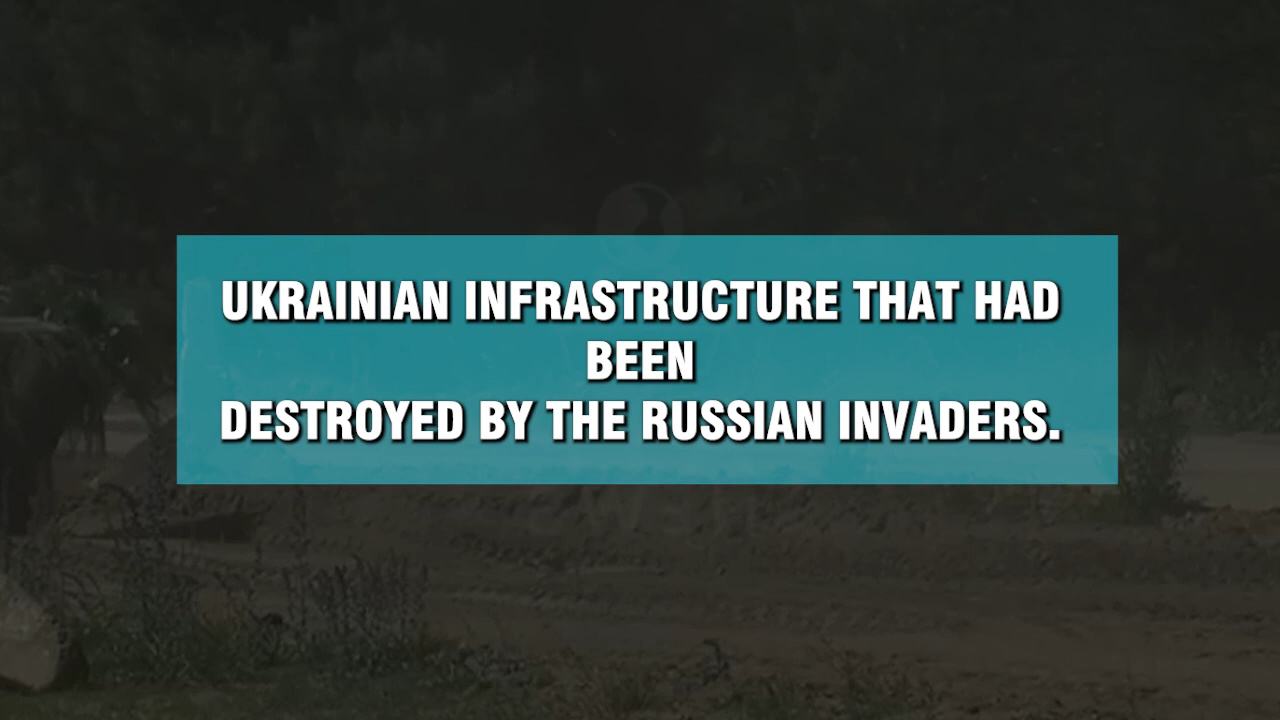 UKRAINIAN INFRASTRUCTURE THAT HAD
BEEN
DESTROYED BY THE RUSSIAN INVADERS.